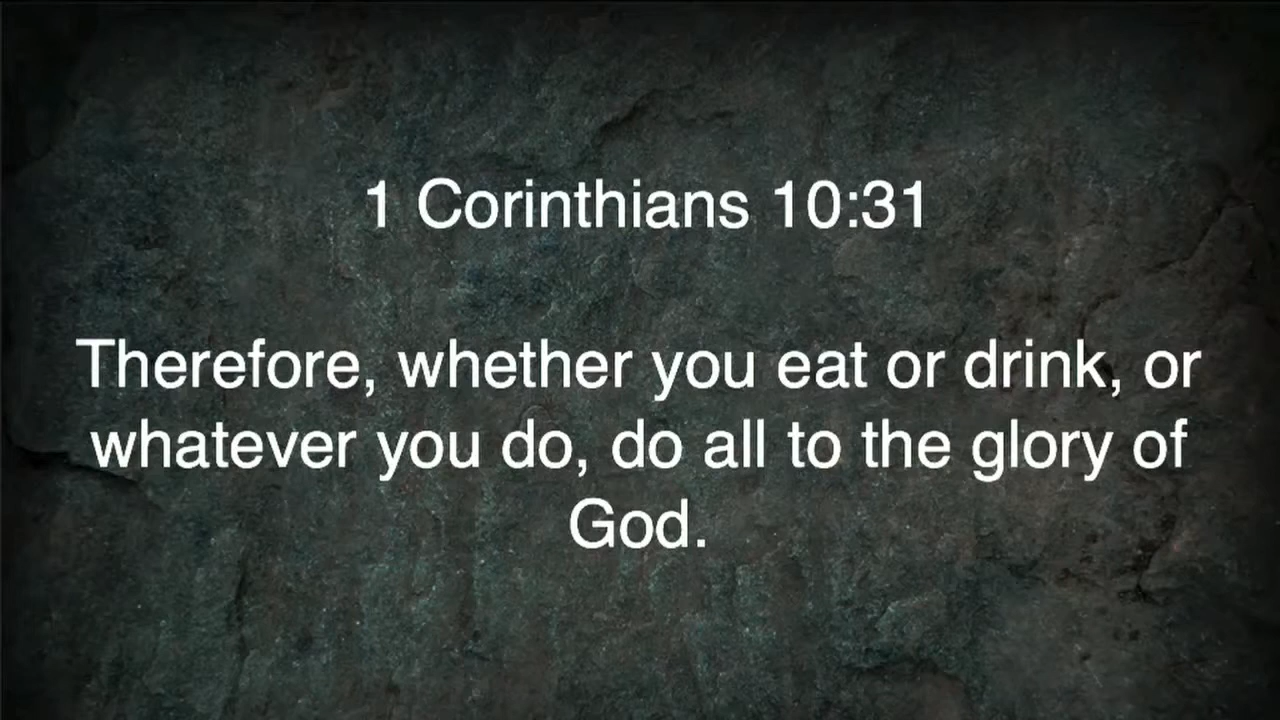 1 Corinthians 10:31
Therefore, whether you eat or drink, or
whatever you do, do all to the glory of
God.